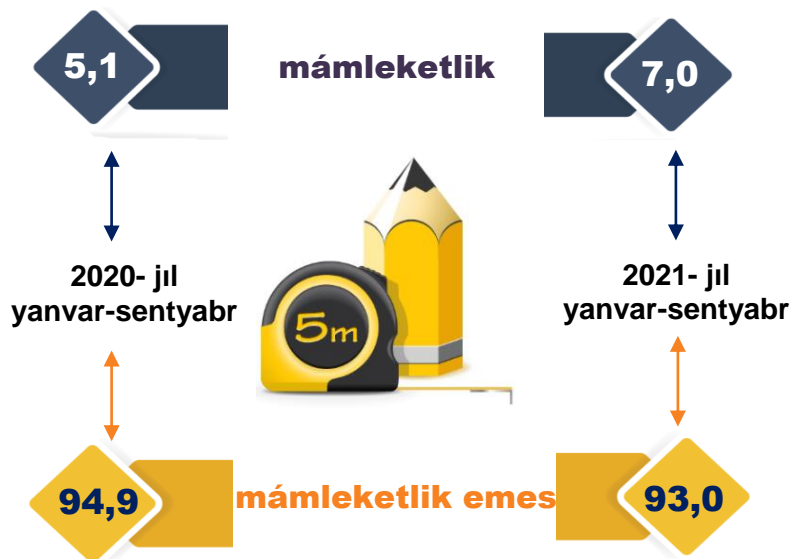 5,1 mámleketlik 7,0
2020- jıl
yanvar-sentyabr
5m
2021- jıl
yanvar-sentyabr
94,9 mámleketlik emes 93,0